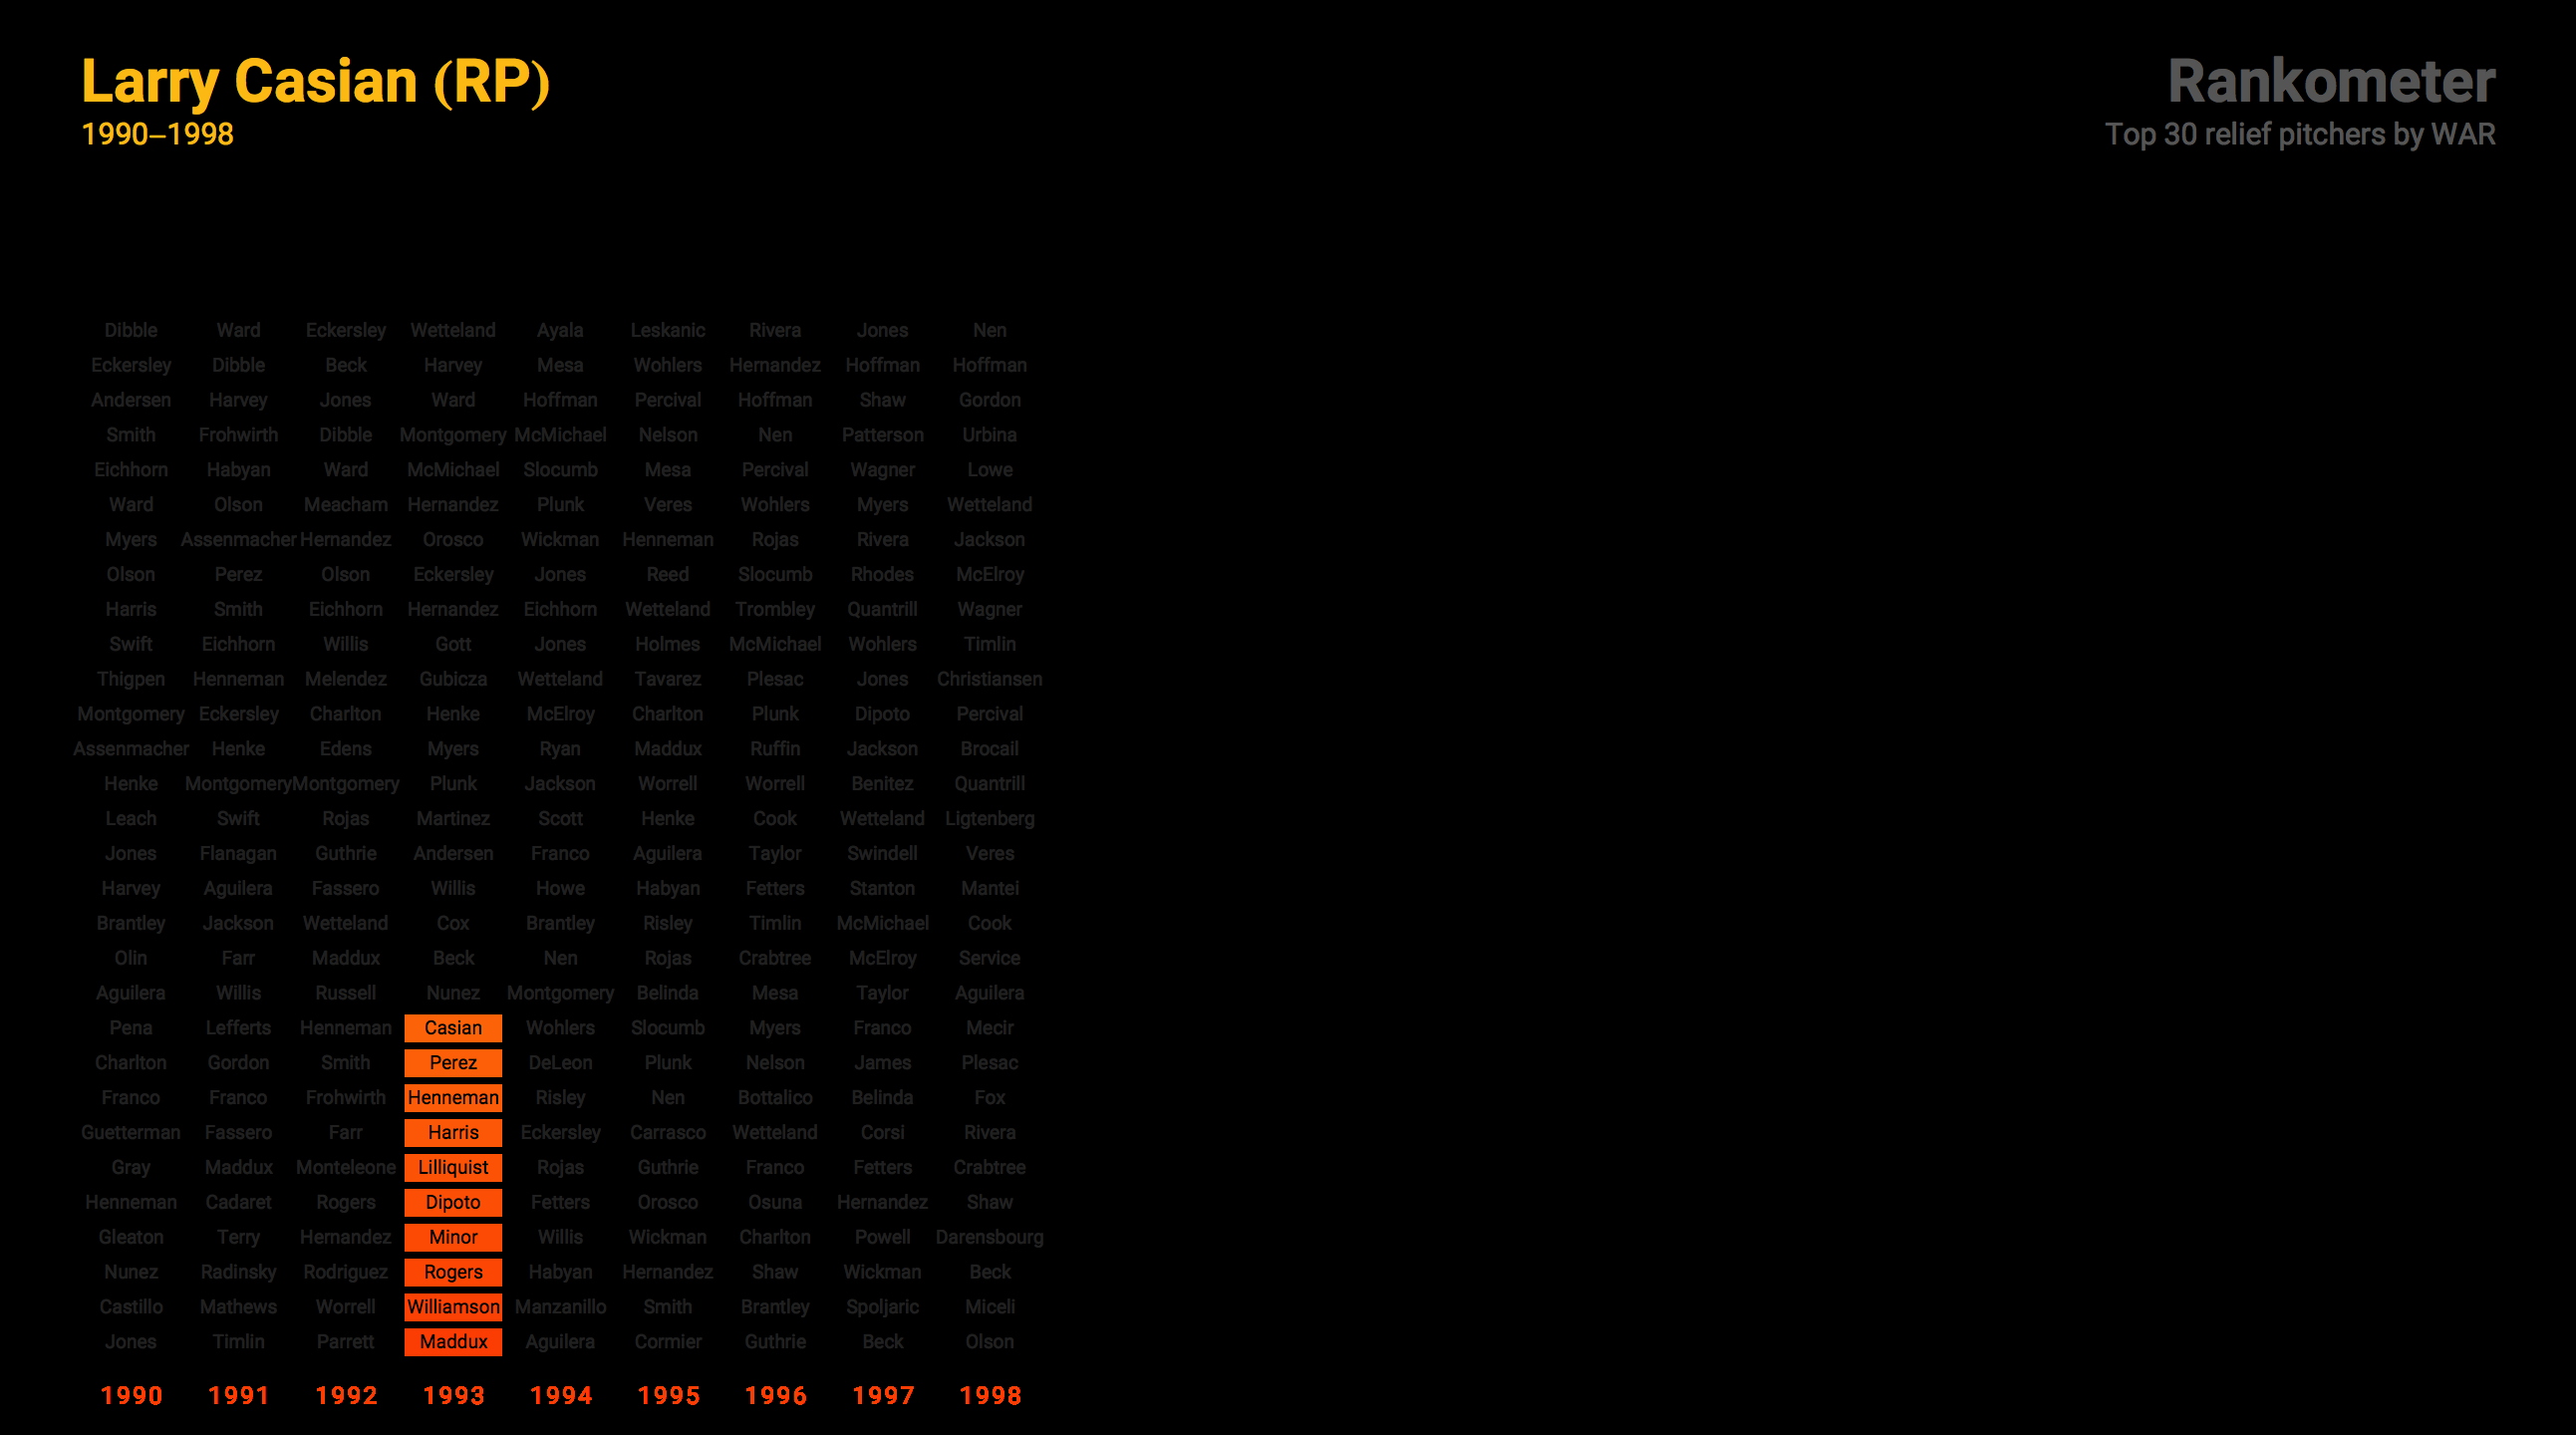 Larry Casian (RP)
1990–1998
Rankometer
Top 30 relief pitchers by WAR
Dibble Ward Eckersley Wetteland Ayala Leskanic Rivera Jones Nen
Eckersley Dibble Beck Harvey Mesa Wohlers Hernandez Hoffman Hoffman
Andersen Harvey Jones Ward Hoffman Percival Hoffman Shaw Gordon
Smith Frohwirth Dibble Montgomery McMichael Nelson Nen Patterson Urbina
Eichhorn Habyan Ward McMichael Slocumb Mesa Percival Wagner Lowe
Ward Olson Meacham Hernandez Plunk Veres Wohlers Myers Wetteland
Myers Assenmacher Hernandez Orosco Wickman Henneman Rojas Rivera Jackson
Olson Perez Olson Eckersley Jones Reed Slocumb Rhodes McElroy
Harris Smith Eichhorn Hernandez Eichhorn Wetteland Trombley Quantrill Wagner
Swift Eichhorn Willis Gott Jones Holmes McMichael Wohlers Timlin
Thigpen Henneman Melendez Gubicza Wetteland Tavarez Plesac Jones Christiansen
Montgomery Eckersley Charlton Henke McElroy Charlton Plunk Dipoto Percival
Assenmacher Henke Edens Myers Ryan Maddux Ruffin Jackson Brocail
Henke Montgomery Montgomery Plunk Jackson Worrell Worrell Benitez Quantrill
Leach Swift Rojas Martinez Scott Henke Cook Wetteland Ligtenberg
Jones Flanagan Guthrie Andersen Franco Aguilera Taylor Swindell Veres
Harvey Aguilera Fassero Willis Howe Habyan Fetters Stanton Mantei
Brantley Jackson Wetteland Cox Brantley Risley Timlin McMichael Cook
Olin Farr Maddux Beck Nen Rojas Crabtree McElroy Service
Aguilera Willis Russell Nunez Montgomery Belinda Mesa Taylor Aguilera
Pena Lefferts Henneman Casian Wohlers Slocumb Myers Franco Mecir
Charlton Gordon Smith Perez DeLeon Plunk Nelson James Plesac
Franco Franco Frohwirth Henneman Risley Nen Bottalico Belinda Fox
Guetterman Fassero Farr Harris Eckersley Carrasco Wetteland Corsi Rivera
Gray Maddux Monteleone Lilliquist Rojas Guthrie Franco Fetters Crabtree
Henneman Cadaret Rogers Dipoto Fetters Orosco Osuna Hernandez Shaw
Gleaton Terry Hernandez Minor Willis Wickman Charlton Powell Darensbourg
Nunez Radinsky Rodriguez Rogers Habyan Hernandez Shaw Wickman Beck
Castillo Mathews Worrell Williamson Manzanillo Smith Brantley Spoljaric Miceli
Jones Timlin Parrett Maddux Aguilera Cormier Guthrie Beck Olson
1990 1991 1992 1993 1994 1995 1996 1997 1998